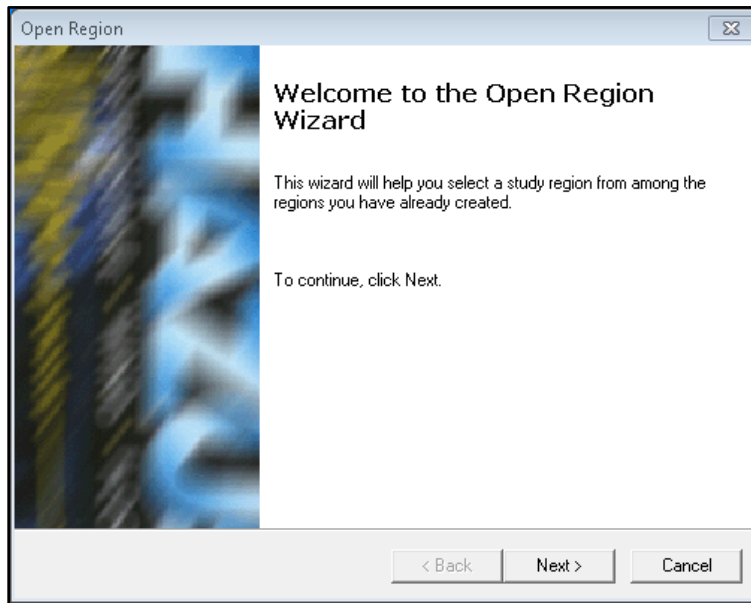 Open Region
Welcome to the Open Region
Wizard
This wizard will help you select a study region from among the
regions you have already created.
To continue, click Next.
< Back
Next >
Cancel